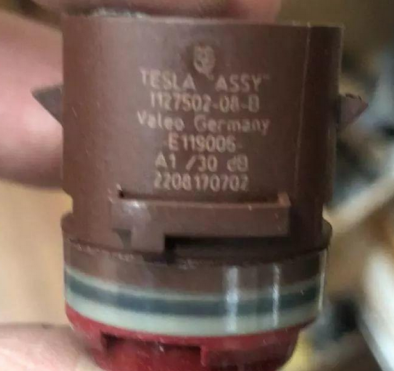 TESLA "ASSY"
1127502-08-B
Valeo Germany
-E119006-
A1 /30 dB
2208170702